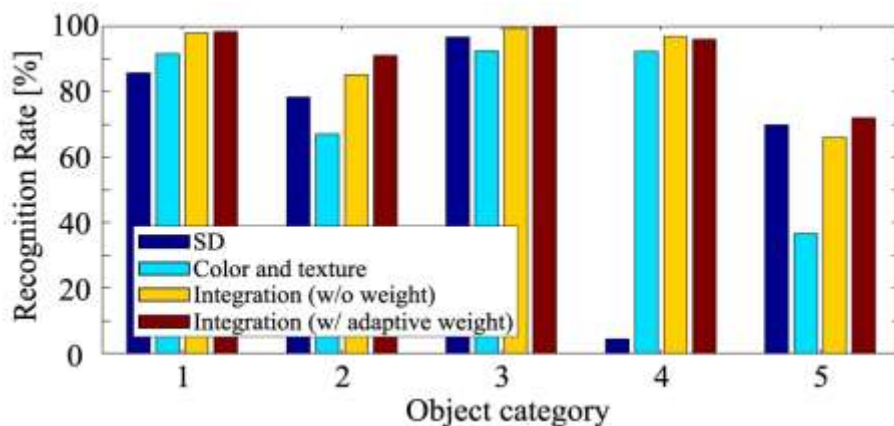 Recognition Rate [%]
100
80
60
40
20
0
SD
Color and texture
Integration (w/o weight)
Integration (w/ adaptive weight)
1 2 3 4 5
Object category